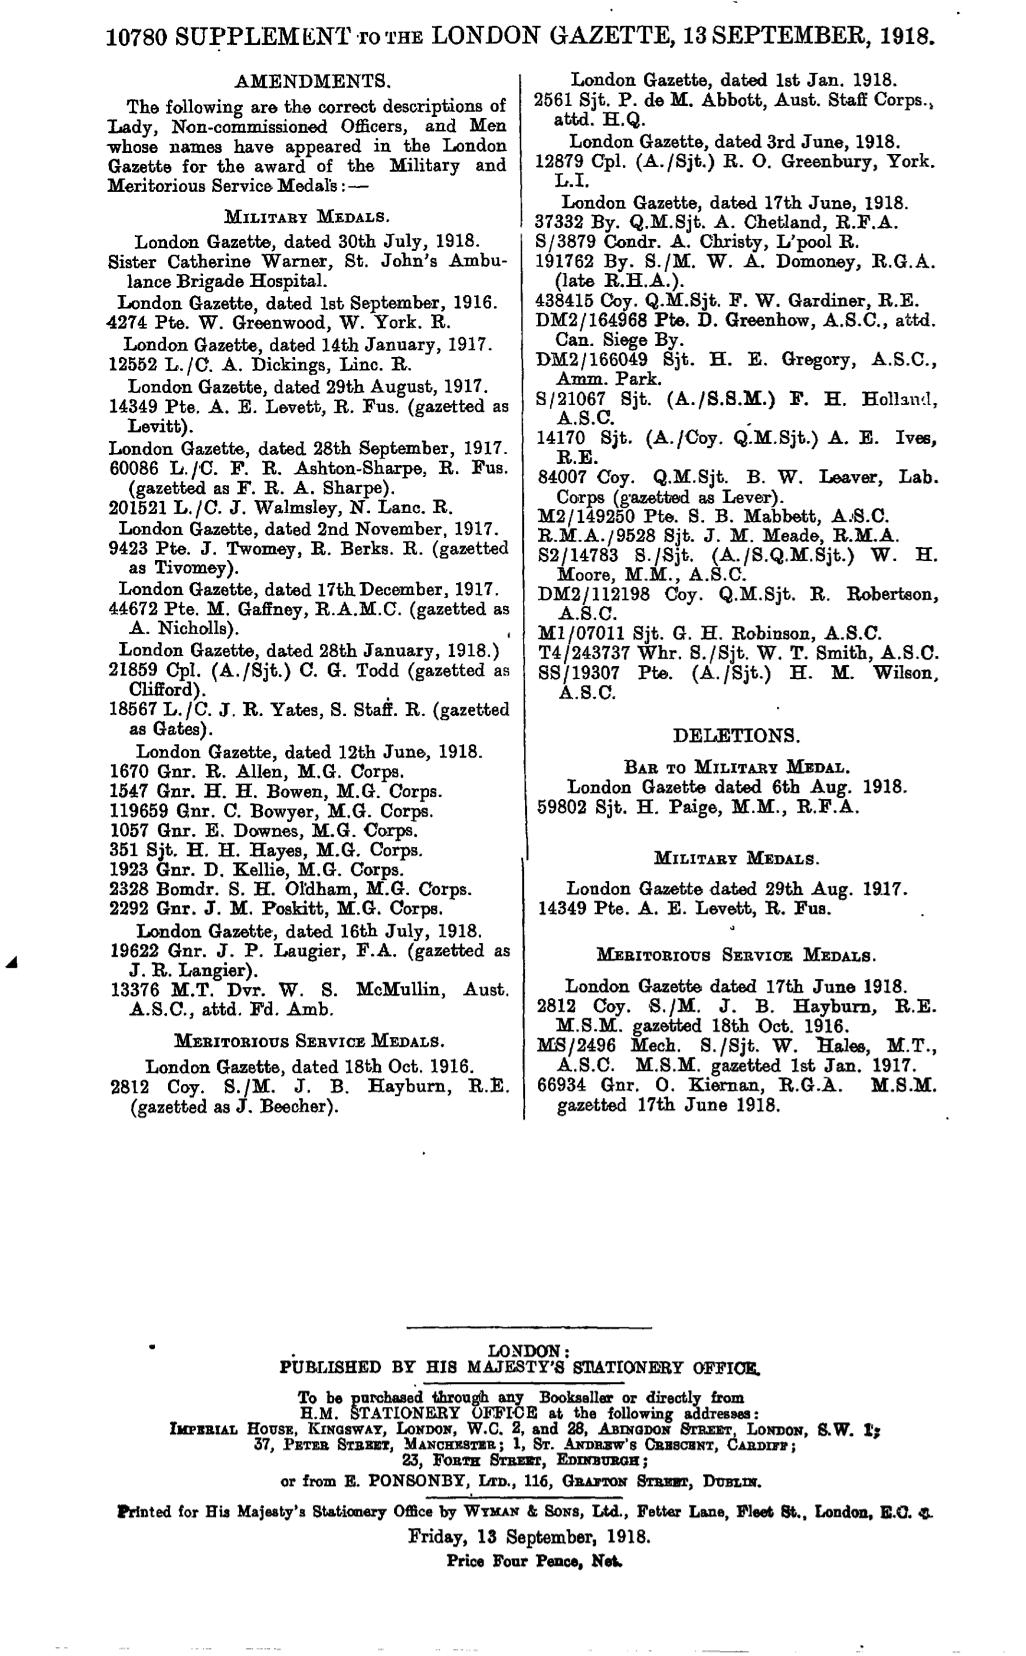 10780 SUPPLEMENT TO THE LONDON GAZETTE, 13 SEPTEMBER, 1918.
AMENDMENTS.
The following are the correct descriptions of
Lady, Non-commissioned Officers, and Men
whose names have appeared in the London
Gazette for the award of the Military and
Meritorious Service Medals:—
MILITARY MEDALS.
London Gazette, dated 30th July, 1918.
Sister Catherine Warner, St. John's Ambu-
lance Brigade Hospital.
London Gazette, dated 1st September, 1916.
4274 Pte. W. Greenwood, W. York. R.
London Gazette, dated 14th January, 1917.
12552 L./C. A. Dickings, Linc. R.
London Gazette, dated 29th August, 1917.
14349 Pte. A. E. Levett, R. Fus. (gazetted as
Levitt).
London Gazette, dated 28th September, 1917.
60086 L./C. F. R. Ashton-Sharpe, R. Fus.
(gazetted as F. R. A. Sharpe).
201521 L./C. J. Walmsley, N. Lanc. R.
London Gazette, dated 2nd November, 1917.
9423 Pte. J. Twomey, R. Berks. R. (gazetted
as Tivomey).
London Gazette, dated 17th December, 1917.
44672 Pte. M. Gaffney, R.A.M.C. (gazetted as
A. Nicholls).
London Gazette, dated 28th January, 1918.)
21859 Cpl. (A./Sjt.) C. G. Todd (gazetted as
Clifford).
18567 L./C. J. R. Yates, S. Staff. R. (gazetted
as Gates).
London Gazette, dated 12th June, 1918.
1670 Gnr. R. Allen, M.G. Corps.
1547 Gnr. H. H. Bowen, M.G. Corps.
119659 Gnr. C. Bowyer, M.G. Corps.
1057 Gnr. E. Downes, M.G. Corps.
351 Sjt. H. H. Hayes, M.G. Corps.
1923 Gnr. D. Kellie, M.G. Corps.
2328 Bomdr. S. H. Oldham, M.G. Corps.
2292 Gnr. J. M. Poskitt, M.G. Corps.
London Gazette, dated 16th July, 1918.
19622 Gnr. J. P. Laugier, F.A. (gazetted as
J. R. Langier).
13376 M.T. Dvr. W. S. McMullin, Aust.
A.S.C., attd. Fd. Amb.
MERITORIOUS SERVICE MEDALS.
London Gazette, dated 18th Oct. 1916.
2812 Coy. S./M. J. B. Hayburn, R.E.
(gazetted as J. Beecher).
London Gazette, dated 1st Jan. 1918.
2561 Sjt. P. de M. Abbott, Aust. Staff Corps.,
attd. H.Q.
London Gazette, dated 3rd June, 1918.
12879 Cpl. (A./Sjt.) R. O. Greenbury, York.
L.I.
London Gazette, dated 17th June, 1918.
37332 By. Q.M.Sjt. A. Chetland, R.F.A.
S/3879 Condr. A. Christy, L'pool R.
191762 By. S./M. W. A. Domoney, R.G.A.
(late R.H.A.).
438415 Coy. Q.M.Sjt. F. W. Gardiner, R.E.
DM2/164968 Pte. D. Greenhow, A.S.C., attd.
Can. Siege By.
DM2/166049 Sjt. H. E. Gregory, A.S.C.,
Amm. Park.
S/21067 Sjt. (A./S.S.M.) F. H. Holland,
A.S.C.
14170 Sjt. (A./Coy. Q.M.Sjt.) A. E. Ives,
R.E.
84007 Coy. Q.M.Sjt. B. W. Leaver, Lab.
Corps (gazetted as Lever).
M2/149250 Pte. S. B. Mabbett, A.S.C.
R.M.A./9528 Sjt. J. M. Meade, R.M.A.
S2/14783 S./Sjt. (A./S.Q.M.Sjt.) W. H.
Moore, M.M., A.S.C.
DM2/112198 Coy. Q.M.Sjt. R. Robertson,
A.S.C.
M1/07011 Sjt. G. H. Robinson, A.S.C.
T4/243737 Whr. S./Sjt. W. T. Smith, A.S.C.
SS/19307 Pte. (A./Sjt.) H. M. Wilson,
A.S.C.
DELETIONS.
BAR TO MILITARY MEDAL.
London Gazette dated 6th Aug. 1918.
59802 Sjt. H. Paige, M.M., R.F.A.
MILITARY MEDALS.
London Gazette dated 29th Aug. 1917.
14349 Pte. A. E. Levett, R. Fus.
MERITORIOUS SERVICE MEDALS.
London Gazette dated 17th June 1918.
2812 Coy. S./M. J. B. Hayburn, R.E.
M.S.M. gazetted 18th Oct. 1916.
MS/2496 Mech. S./Sjt. W. Hales, M.T.,
A.S.C. M.S.M. gazetted 1st Jan. 1917.
66934 Gnr. O. Kiernan, R.G.A. M.S.M.
gazetted 17th June 1918.
LONDON:
PUBLISHED BY HIS MAJESTY'S STATIONERY OFFICE.
To be purchased through any Bookseller or directly from
H.M. STATIONERY OFFICE at the following addresses:
IMPERIAL HOUSE, KINGSWAY, LONDON, W.C. 2, and 28, ABINGDON STREET, LONDON, S.W. 1;
37, PETER STREET, MANCHESTER; 1, ST. ANDREW'S CRESCENT, CARDIFF;
23, FORTH STREET, EDINBURGH;
or from E. PONSONBY, LTD., 116, GRAFTON STREET, DUBLIN.
Printed for His Majesty's Stationery Office by WYMAN & SONS, Ltd., Fetter Lane, Fleet St., London, E.C. 4.
Friday, 13 September, 1918.
Price Four Pence, Net.